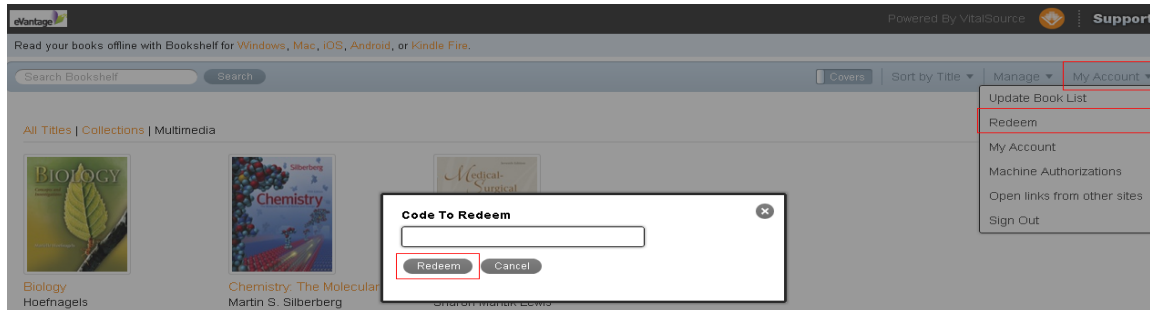 eVantage
Powered By VitalSource
Support
Read your books offline with Bookshelf for Windows, Mac, iOS, Android, or Kindle Fire.
Search Bookshelf
Search
Covers
Sort by Title
Manage
My Account
Update Book List
Redeem
My Account
Machine Authorizations
Open links from other sites
Sign Out
All Titles | Collections | Multimedia
BIOLOGY
Silberberg
Chemistry
Medical-
Surgical
Code To Redeem
Redeem
Cancel
Biology
Hoefnagels
Chemistry: The Molecular
Martin S. Silberberg
Sharon Mantik Lewis